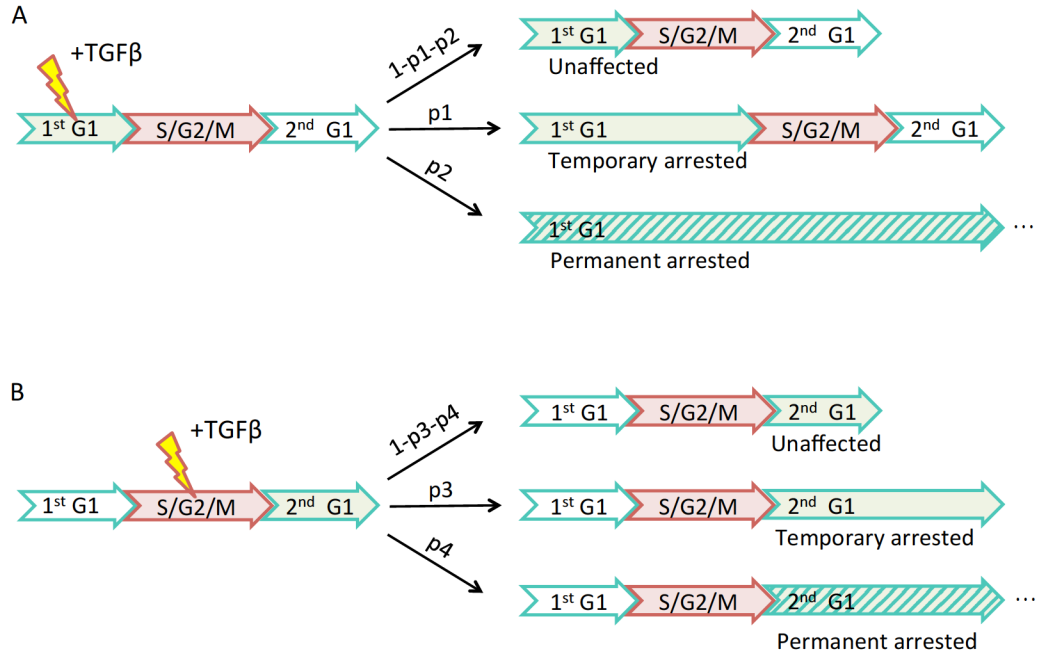 A
+TGFβ
1st G1 S/G2/M 2nd G1
1-p1-p2
p1
p2
1st G1 S/G2/M 2nd G1
Unaffected
1st G1 S/G2/M 2nd G1
Temporary arrested
1st G1 ...
Permanent arrested
B
+TGFβ
1st G1 S/G2/M 2nd G1
1-p3-p4
p3
p4
1st G1 S/G2/M 2nd G1
Unaffected
1st G1 S/G2/M 2nd G1
Temporary arrested
1st G1 S/G2/M 2nd G1 ...
Permanent arrested